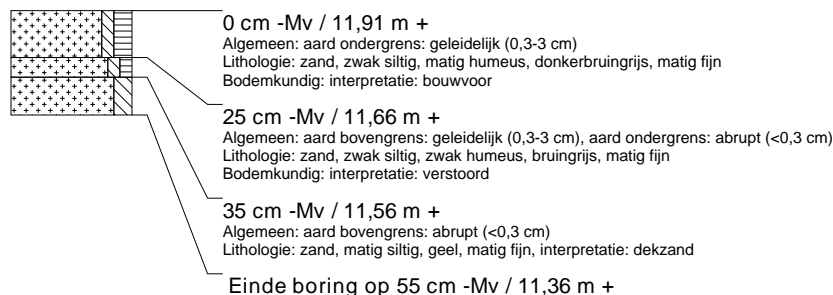 0 cm -Mv / 11,91 m +
Algemeen: aard ondergrens: geleidelijk (0,3-3 cm)
Lithologie: zand, zwak siltig, matig humeus, donkerbruingrijs, matig fijn
Bodemkundig: interpretatie: bouwvoor
25 cm -Mv / 11,66 m +
Algemeen: aard bovengrens: geleidelijk (0,3-3 cm), aard ondergrens: abrupt (<0,3 cm)
Lithologie: zand, zwak siltig, zwak humeus, bruingrijs, matig fijn
Bodemkundig: interpretatie: verstoord
35 cm -Mv / 11,56 m +
Algemeen: aard bovengrens: abrupt (<0,3 cm)
Lithologie: zand, matig siltig, geel, matig fijn, interpretatie: dekzand
Einde boring op 55 cm -Mv / 11,36 m +